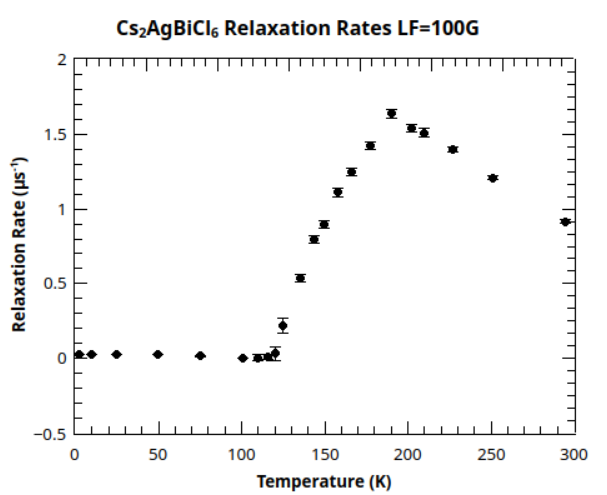 Cs₂AgBiCl₆ Relaxation Rates LF=100G
2
1.5
1
0.5
0
−0.5
Relaxation Rate (μs⁻¹)
0 50 100 150 200 250 300
Temperature (K)